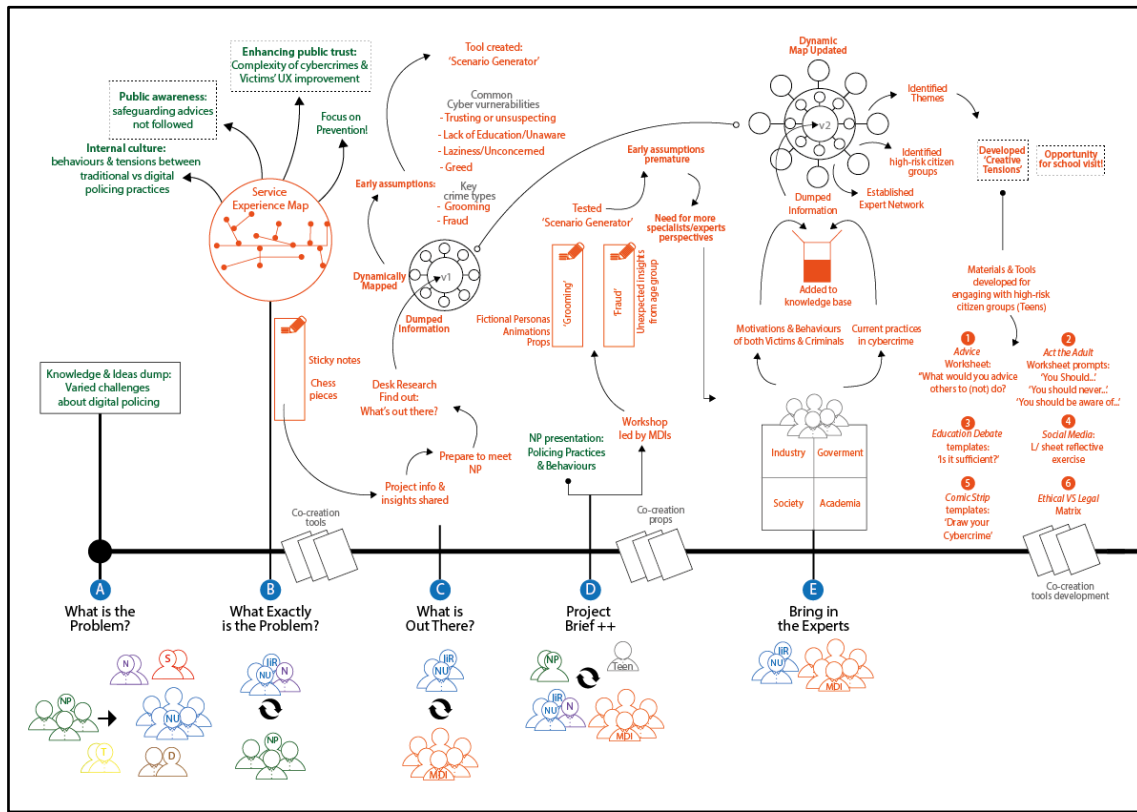 Enhancing public trust:
Complexity of cybercrimes &
Victims' UX improvement
Public awareness:
safeguarding advices
not followed
Focus on
Prevention!
Internal culture:
behaviours & tensions between
traditional vs digital
policing practices
Service
Experience Map
Knowledge & Ideas dump:
Varied challenges
about digital policing
Sticky notes
Chess
pieces
Tool created:
'Scenario Generator'
Common
Cyber vurnerabilities
- Trusting or unsuspecting
- Lack of Education/Unaware
- Laziness/Unconcerned
- Greed
Early assumptions:
Key
crime types
- Grooming
- Fraud
Dynamically
Mapped
v1
Dumped
Information
Desk Research
Find out:
What's out there?
Prepare to meet
NP
Project info &
insights shared
Early assumptions
premature
Tested
'Scenario Generator'
Need for more
specialists/experts
perspectives
'Grooming'
'Fraud'
Unexpected insights
from age group
Fictional Personas
Animations
Props
Workshop
led by MDIs
NP presentation:
Policing Practices
& Behaviours
Dynamic
Map Updated
v2
Identified
Themes
Identified
high-risk citizen
groups
Established
Expert Network
Dumped
Information
Added to
knowledge base
Motivations & Behaviours
of both Victims & Criminals
Current practices
in cybercrime
Industry
Goverment
Society
Academia
Developed
'Creative
Tensions'
Opportunity
for school visit!
Materials & Tools
developed for
engaging with high-risk
citizen groups (Teens)
1
Advice
Worksheet:
"What would you advice
others to (not) do?
2
Act the Adult
Worksheet prompts:
'You Should...'
'You should never...'
'You should be aware of...'
3
Education Debate
templates:
'Is it sufficient?'
4
Social Media:
L/ sheet reflective
exercise
5
Comic Strip
templates:
'Draw your
Cybercrime'
6
Ethical VS Legal
Matrix
Co-creation
tools
Co-creation
props
Co-creation
tools development
A
What is the
Problem?
B
What Exactly
is the Problem?
C
What is
Out There?
D
Project
Brief ++
E
Bring in
the Experts
N
S
NP
NU
T
D
IiR
NU
N
NP
IiR
NU
MDI
NP
Teen
IiR
NU
N
MDI
IiR
NU
MDI